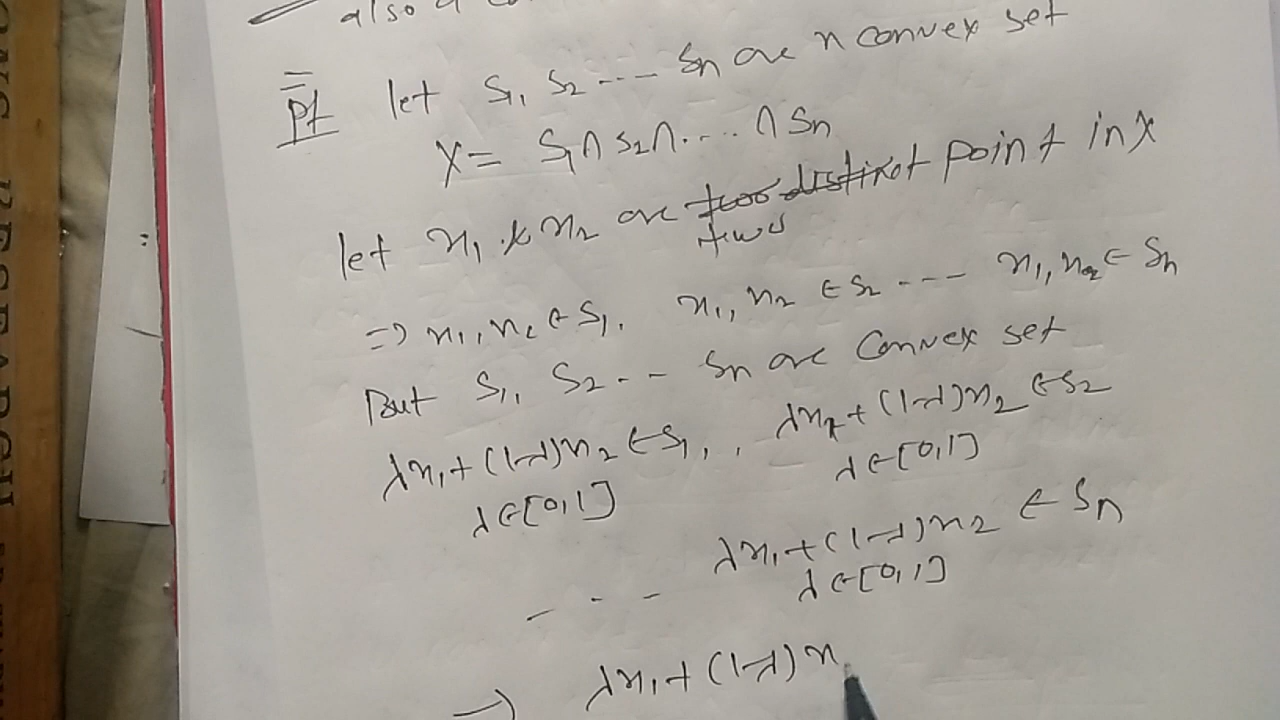 also a
Pf let S1, S2 --- Sn are n convex set
X = S1 ∩ S2 ∩ .... ∩ Sn
let x1 & x2 are two distinct point in X
two
=> x1, x2 ∈ S1, x1, x2 ∈ S2 ---- x1, x2 ∈ Sn
But S1, S2 -- Sn are Convex set
λx1 + (1-λ)x2 ∈ S1, , λx1 + (1-λ)x2 ∈ S2
λ ∈ [0,1] λ ∈ [0,1]
λx1 + (1-λ)x2 ∈ Sn
- - - λ ∈ [0,1]
→ λx1 + (1-λ)x